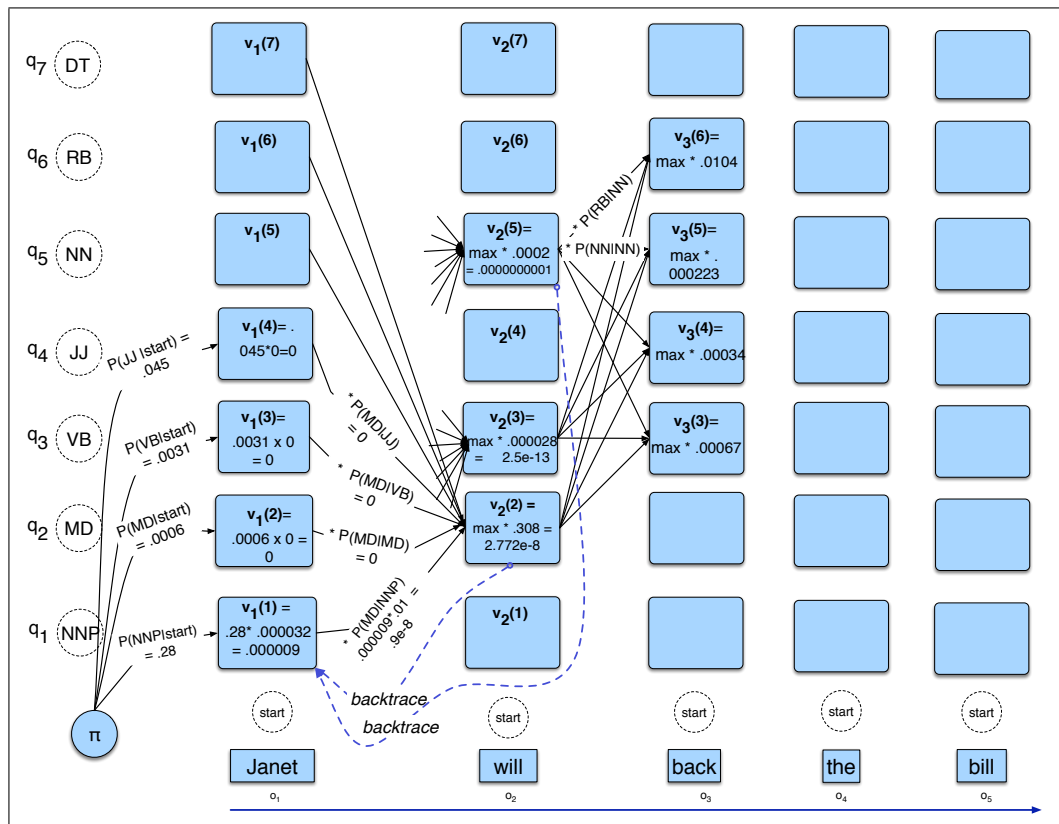 q7 DT
v1(7)
v2(7)
q6 RB
v1(6)
v2(6)
v3(6)=
max * .0104
* P(RB|NN)
q5 NN
v1(5)
v2(5)=
max * .0002
= .0000000001
* P(NN|NN)
v3(5)=
max * .
000223
q4 JJ
P(JJ |start) =
.045
v1(4)= .
045*0=0
v2(4)
v3(4)=
max * .00034
* P(MD|JJ)
= 0
q3 VB
P(VB|start)
= .0031
v1(3)=
.0031 x 0
= 0
v2(3)=
max * .000028
= 2.5e-13
v3(3)=
max * .00067
* P(MD|VB)
= 0
q2 MD
P(MD|start)
= .0006
v1(2)=
.0006 x 0 =
0
* P(MD|MD)
= 0
v2(2) =
max * .308 =
2.772e-8
q1 NNP
P(NNP|start)
= .28
v1(1) =
.28* .000032
= .000009
* P(MD|NNP)
.000009*.01 =
.9e-8
v2(1)
backtrace
backtrace
π
start
start
start
start
start
Janet
will
back
the
bill
o1
o2
o3
o4
o5